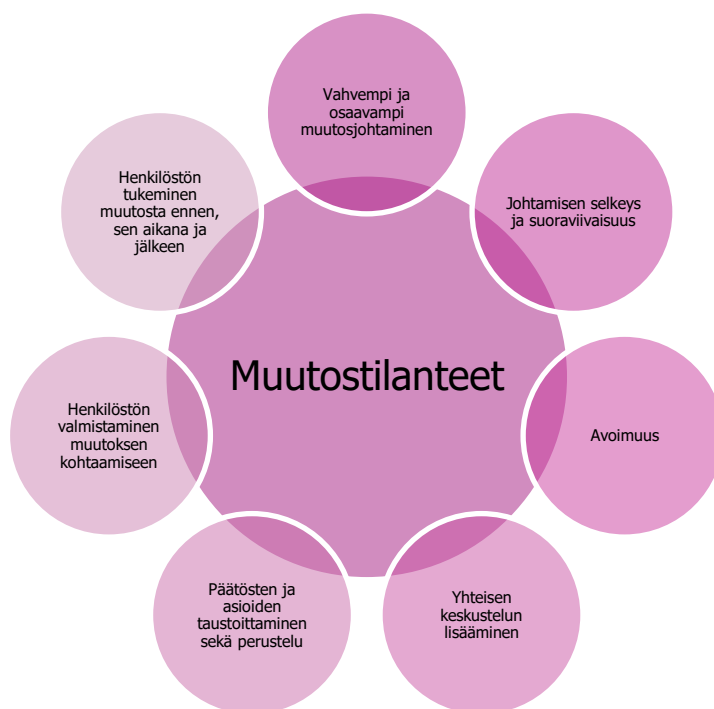 Vahvempi ja
osaavampi
muutosjohtaminen
Johtamisen selkeys
ja suoraviivaisuus
Avoimuus
Yhteisen
keskustelun
lisääminen
Päätösten ja
asioiden
taustoittaminen
sekä perustelu
Henkilöstön
valmistaminen
muutoksen
kohtaamiseen
Henkilöstön
tukeminen
muutosta ennen,
sen aikana ja
jälkeen
Muutostilanteet